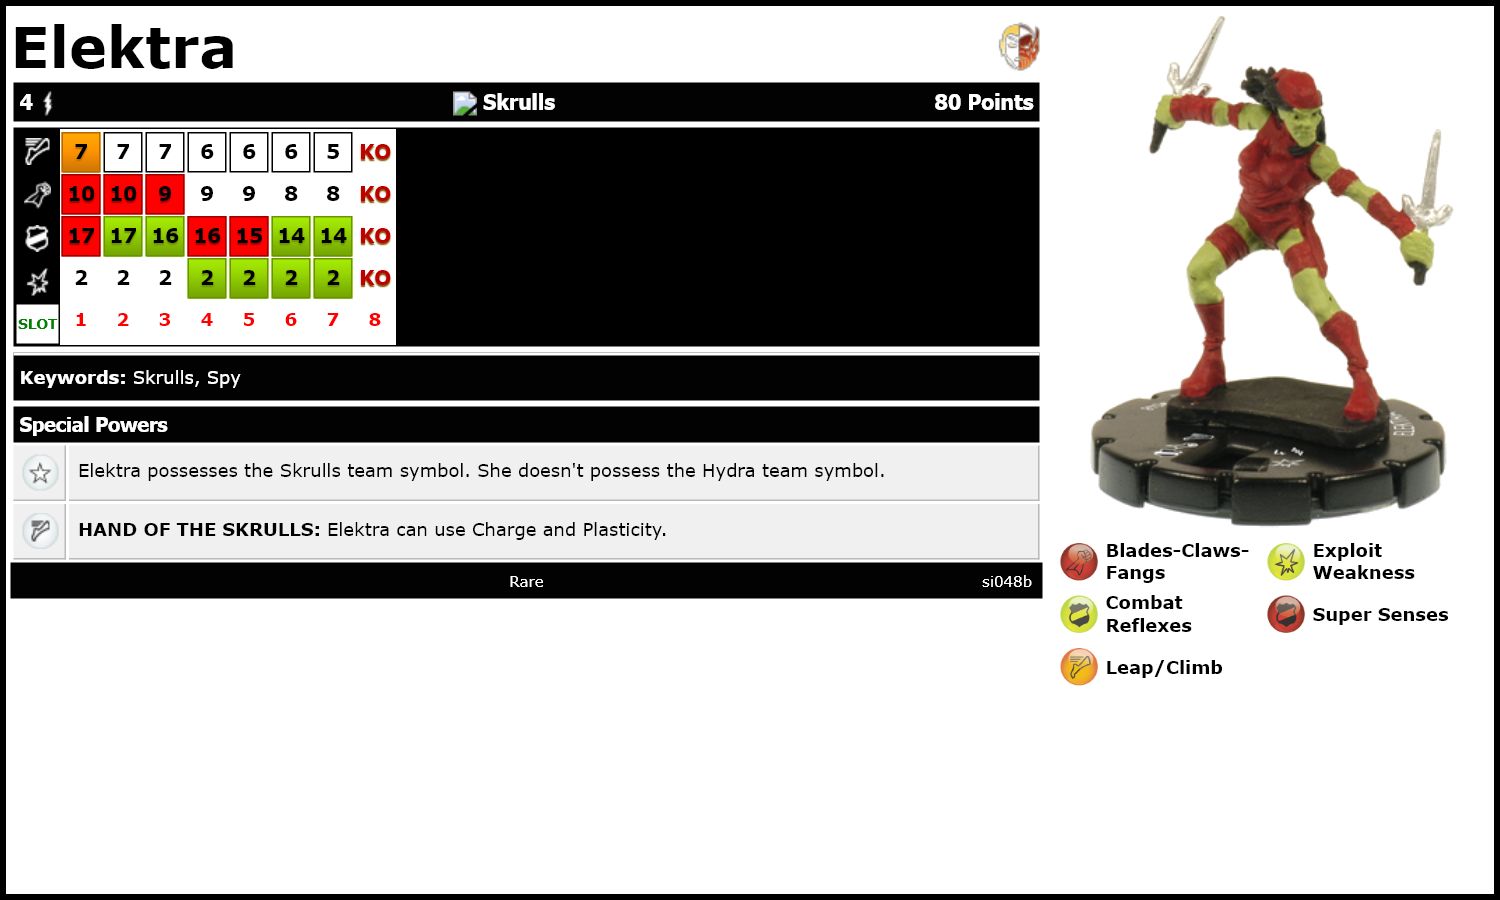 Elektra
4 Skrulls 80 Points
7 7 7 6 6 6 5 KO
10 10 9 9 9 8 8 KO
17 17 16 16 15 14 14 KO
2 2 2 2 2 2 2 KO
SLOT 1 2 3 4 5 6 7 8
Keywords: Skrulls, Spy
Special Powers
Elektra possesses the Skrulls team symbol. She doesn't possess the Hydra team symbol.
HAND OF THE SKRULLS: Elektra can use Charge and Plasticity.
Rare si048b
Blades-Claws-
Fangs
Exploit
Weakness
Combat
Reflexes
Super Senses
Leap/Climb